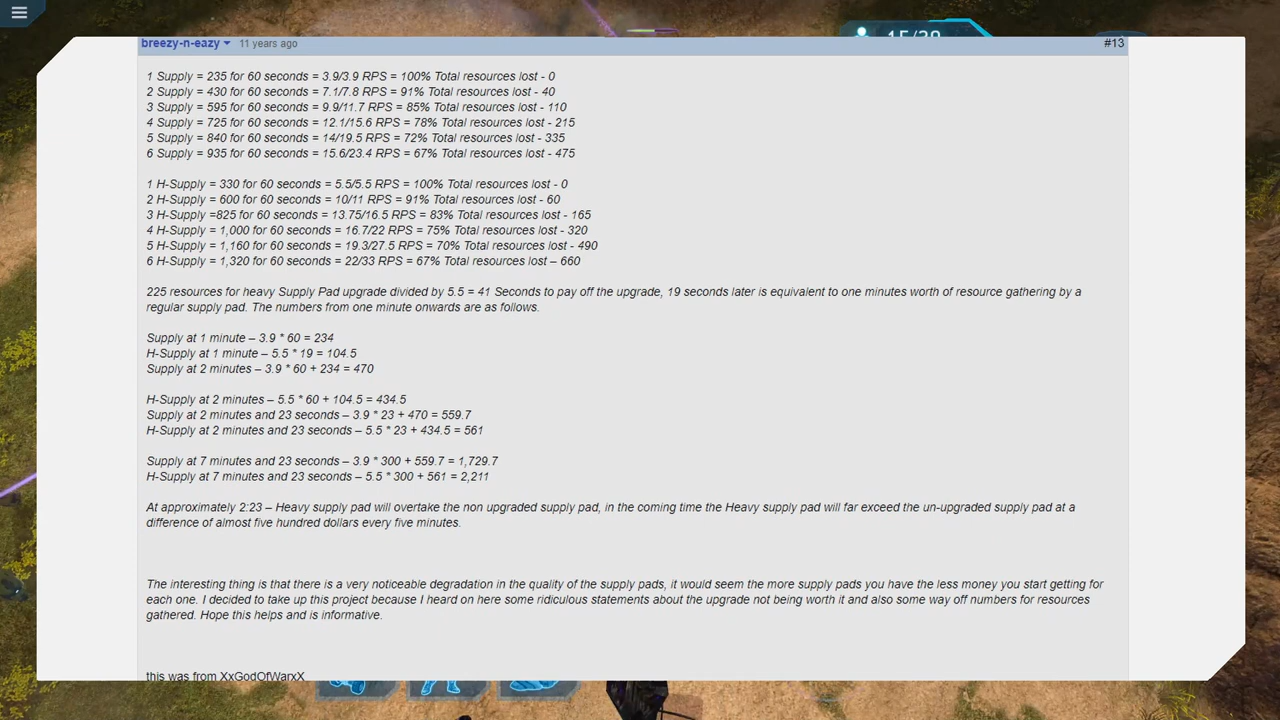 15/30
breezy-n-eazy 11 years ago #13
1 Supply = 235 for 60 seconds = 3.9/3.9 RPS = 100% Total resources lost - 0
2 Supply = 430 for 60 seconds = 7.1/7.8 RPS = 91% Total resources lost - 40
3 Supply = 595 for 60 seconds = 9.9/11.7 RPS = 85% Total resources lost - 110
4 Supply = 725 for 60 seconds = 12.1/15.6 RPS = 78% Total resources lost - 215
5 Supply = 840 for 60 seconds = 14/19.5 RPS = 72% Total resources lost - 335
6 Supply = 935 for 60 seconds = 15.6/23.4 RPS = 67% Total resources lost - 475
1 H-Supply = 330 for 60 seconds = 5.5/5.5 RPS = 100% Total resources lost - 0
2 H-Supply = 600 for 60 seconds = 10/11 RPS = 91% Total resources lost - 60
3 H-Supply =825 for 60 seconds = 13.75/16.5 RPS = 83% Total resources lost - 165
4 H-Supply = 1,000 for 60 seconds = 16.7/22 RPS = 75% Total resources lost - 320
5 H-Supply = 1,160 for 60 seconds = 19.3/27.5 RPS = 70% Total resources lost - 490
6 H-Supply = 1,320 for 60 seconds = 22/33 RPS = 67% Total resources lost – 660
225 resources for heavy Supply Pad upgrade divided by 5.5 = 41 Seconds to pay off the upgrade, 19 seconds later is equivalent to one minutes worth of resource gathering by a
regular supply pad. The numbers from one minute onwards are as follows.
Supply at 1 minute – 3.9 * 60 = 234
H-Supply at 1 minute – 5.5 * 19 = 104.5
Supply at 2 minutes – 3.9 * 60 + 234 = 470
H-Supply at 2 minutes – 5.5 * 60 + 104.5 = 434.5
Supply at 2 minutes and 23 seconds – 3.9 * 23 + 470 = 559.7
H-Supply at 2 minutes and 23 seconds – 5.5 * 23 + 434.5 = 561
Supply at 7 minutes and 23 seconds – 3.9 * 300 + 559.7 = 1,729.7
H-Supply at 7 minutes and 23 seconds – 5.5 * 300 + 561 = 2,211
At approximately 2:23 – Heavy supply pad will overtake the non upgraded supply pad, in the coming time the Heavy supply pad will far exceed the un-upgraded supply pad at a
difference of almost five hundred dollars every five minutes.
The interesting thing is that there is a very noticeable degradation in the quality of the supply pads, it would seem the more supply pads you have the less money you start getting for
each one. I decided to take up this project because I heard on here some ridiculous statements about the upgrade not being worth it and also some way off numbers for resources
gathered. Hope this helps and is informative.
this was from XxGodOfWarxX